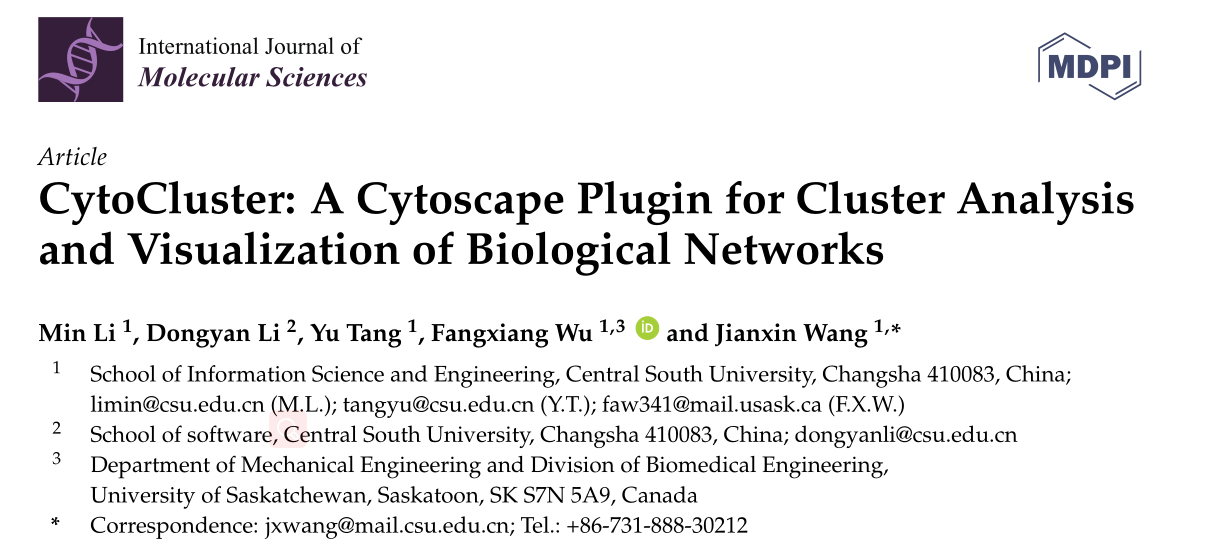 International Journal of
Molecular Sciences
MDPI
Article
CytoCluster: A Cytoscape Plugin for Cluster Analysis
and Visualization of Biological Networks
Min Li 1, Dongyan Li 2, Yu Tang 1, Fangxiang Wu 1,3 iD and Jianxin Wang 1,*
1 School of Information Science and Engineering, Central South University, Changsha 410083, China;
limin@csu.edu.cn (M.L.); tangyu@csu.edu.cn (Y.T.); faw341@mail.usask.ca (F.X.W.)
2 School of software, Central South University, Changsha 410083, China; dongyanli@csu.edu.cn
3 Department of Mechanical Engineering and Division of Biomedical Engineering,
University of Saskatchewan, Saskatoon, SK S7N 5A9, Canada
* Correspondence: jxwang@mail.csu.edu.cn; Tel.: +86-731-888-30212